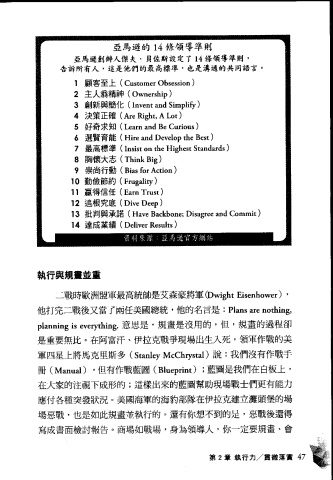 亞馬遜的 14 條領導準則
亞馬遜創辦人傑夫．貝佐斯設定了 14 條領導準則，
告訴所有人，這是他們的最高標準，也是溝通的共同語言。
1 顧客至上（Customer Obsession）
2 主人翁精神（Ownership）
3 創新與簡化（Invent and Simplify）
4 決策正確（Are Right, A Lot）
5 好奇求知（Learn and Be Curious）
6 選賢育能（Hire and Develop the Best）
7 最高標準（Insist on the Highest Standards）
8 胸懷大志（Think Big）
9 崇尚行動（Bias for Action）
10 勤儉節約（Frugality）
11 贏得信任（Earn Trust）
12 追根究底（Dive Deep）
13 批判與承諾（Have Backbone; Disagree and Commit）
14 達成業績（Deliver Results）
資料來源：亞馬遜官方網站
執行與規畫並重
二戰時歐洲盟軍最高統帥是艾森豪將軍（Dwight Eisenhower），
他打完二戰後又當了兩任美國總統，他的名言是：Plans are nothing,
planning is everything. 意思是，規畫是沒用的，但，規畫的過程卻
是重要無比。在阿富汗、伊拉克戰爭現場出生入死，領軍作戰的美
軍四星上將馬克里斯多（Stanley McChrystal）說：我們沒有作戰手
冊（Manual），但有作戰藍圖（Blueprint）；藍圖是我們在白板上，
在大家的注視下成形的；這樣出來的藍圖幫助現場戰士們更有能力
應付各種突發狀況。美國海軍的海豹部隊在伊拉克建立灘頭堡的場
場惡戰，也是如此規畫並執行的。還有你想不到的是，惡戰後還得
寫成書面檢討報告。商場如戰場，身為領導人，你一定要規畫、會
第 2 章 執行力／實徹落實 47